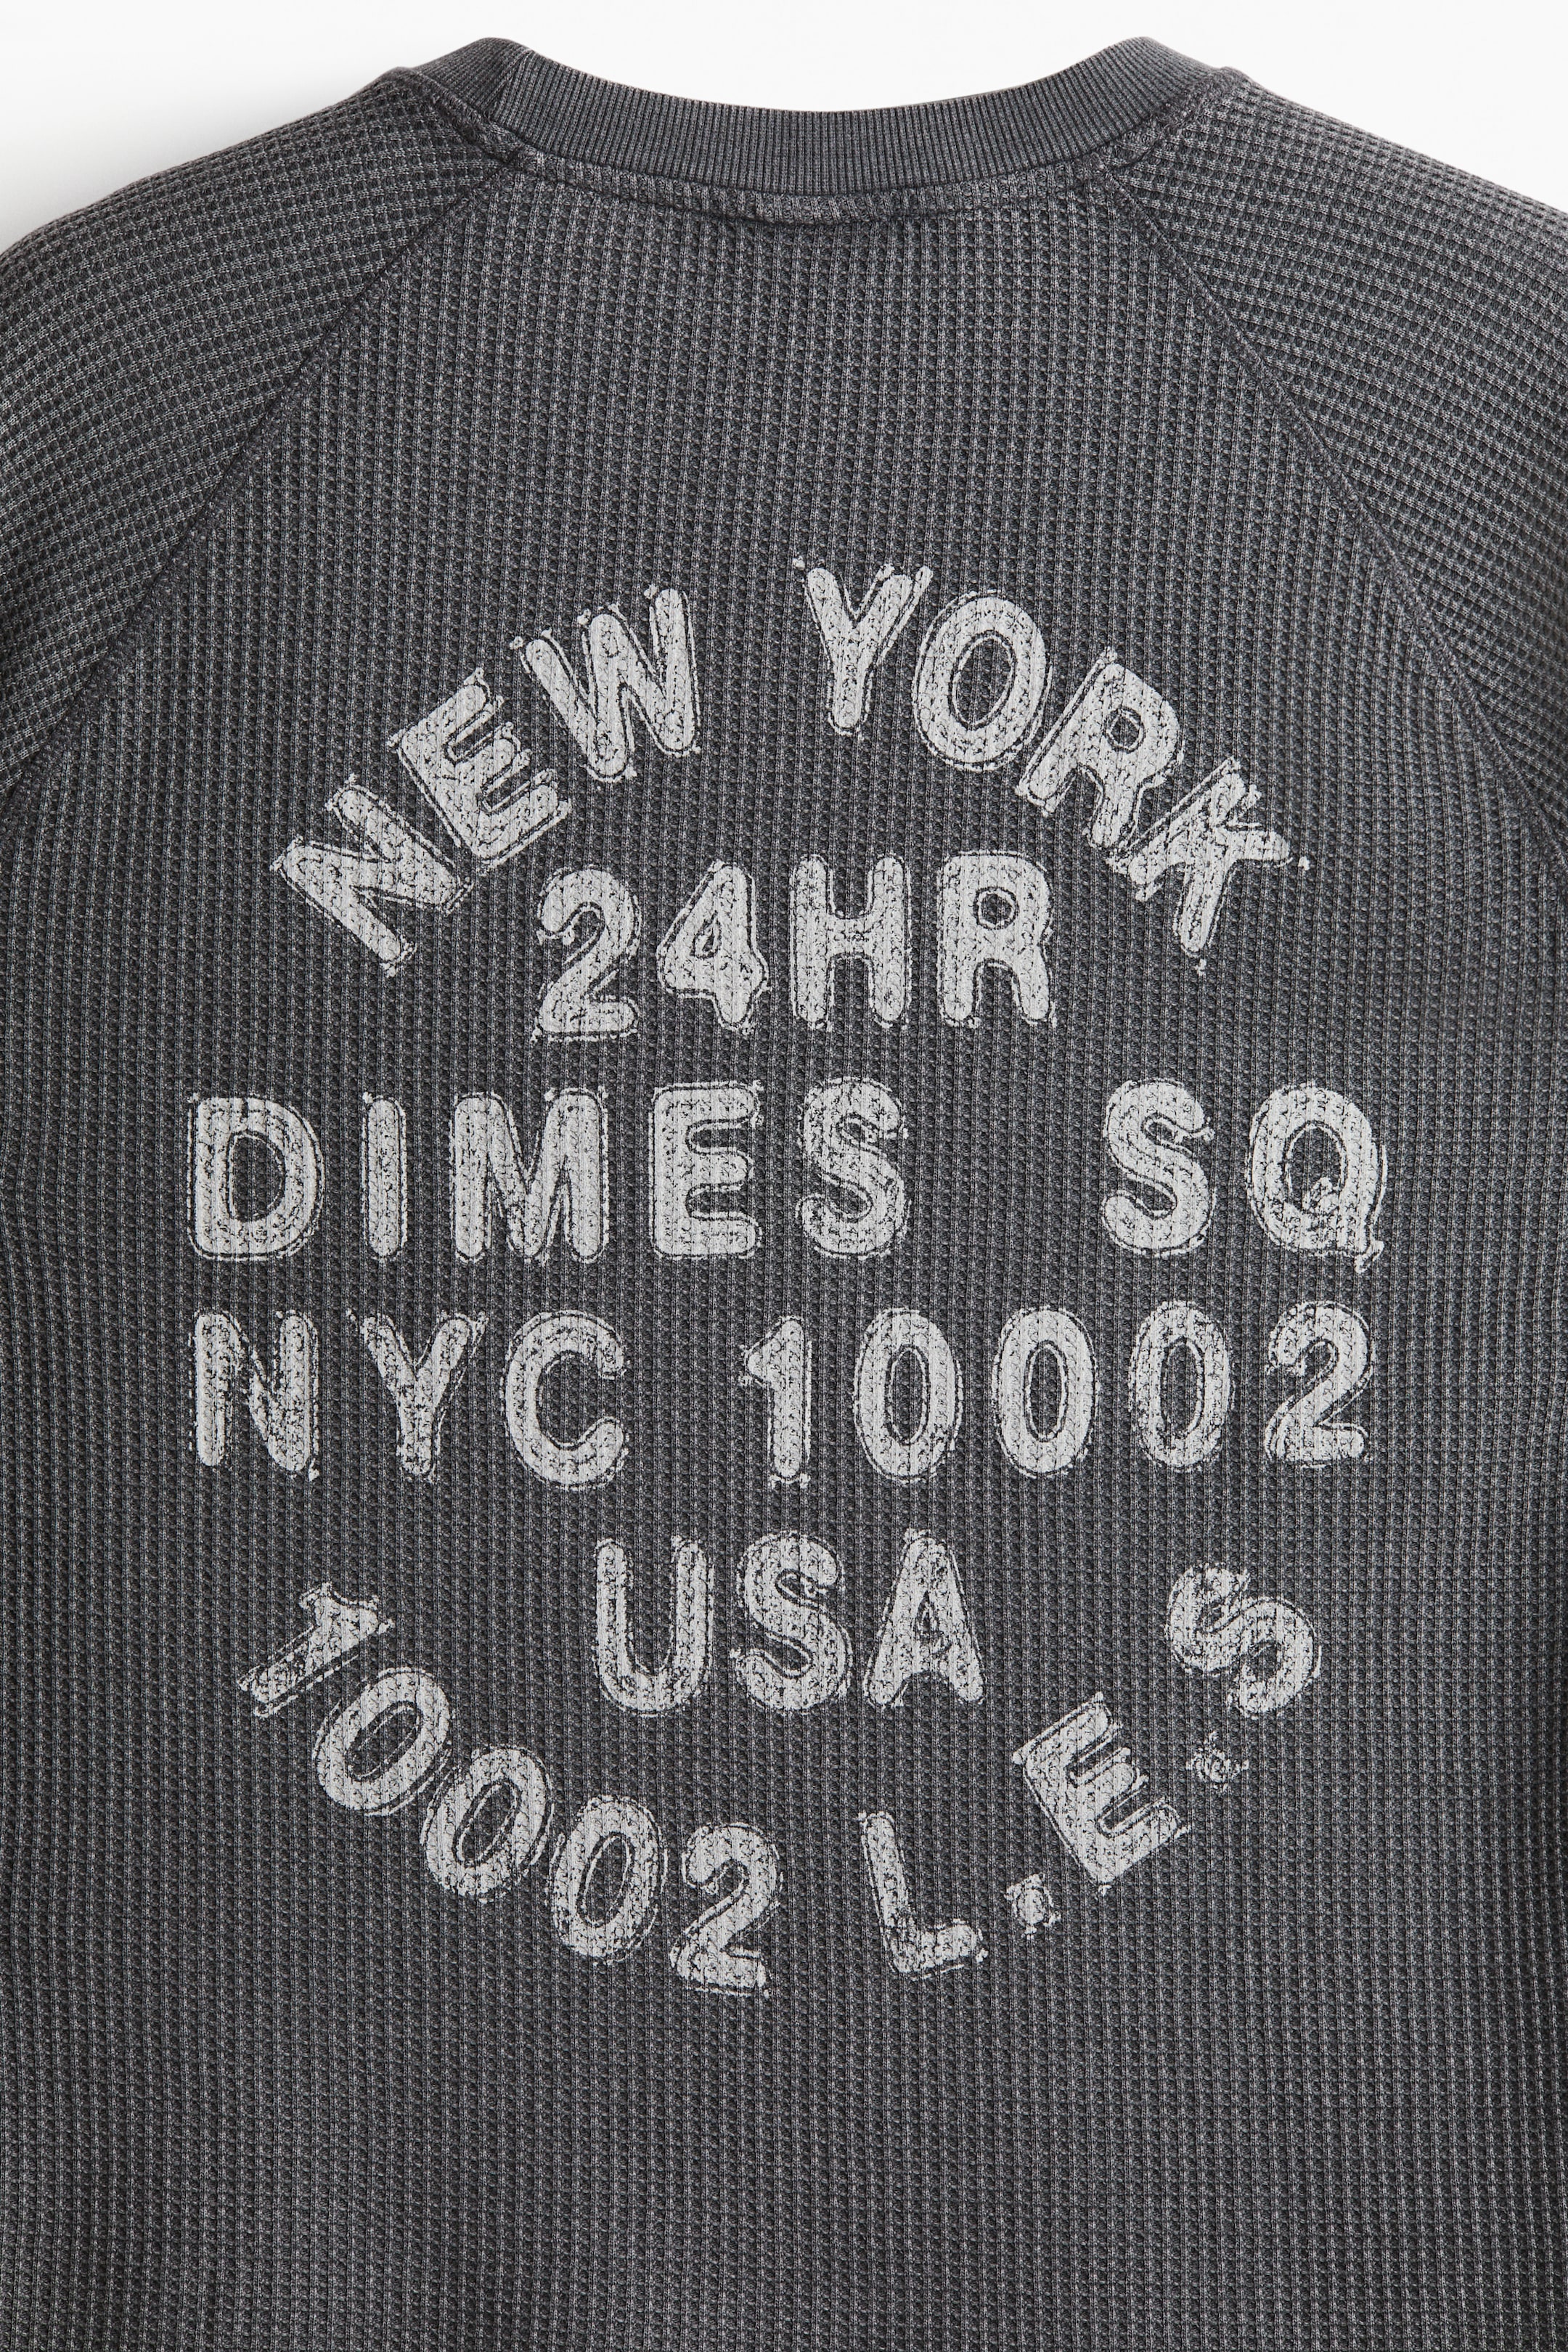 NEW YORK
24HR
DIMES SQ
NYC 10002
USA
10002 L.E.S